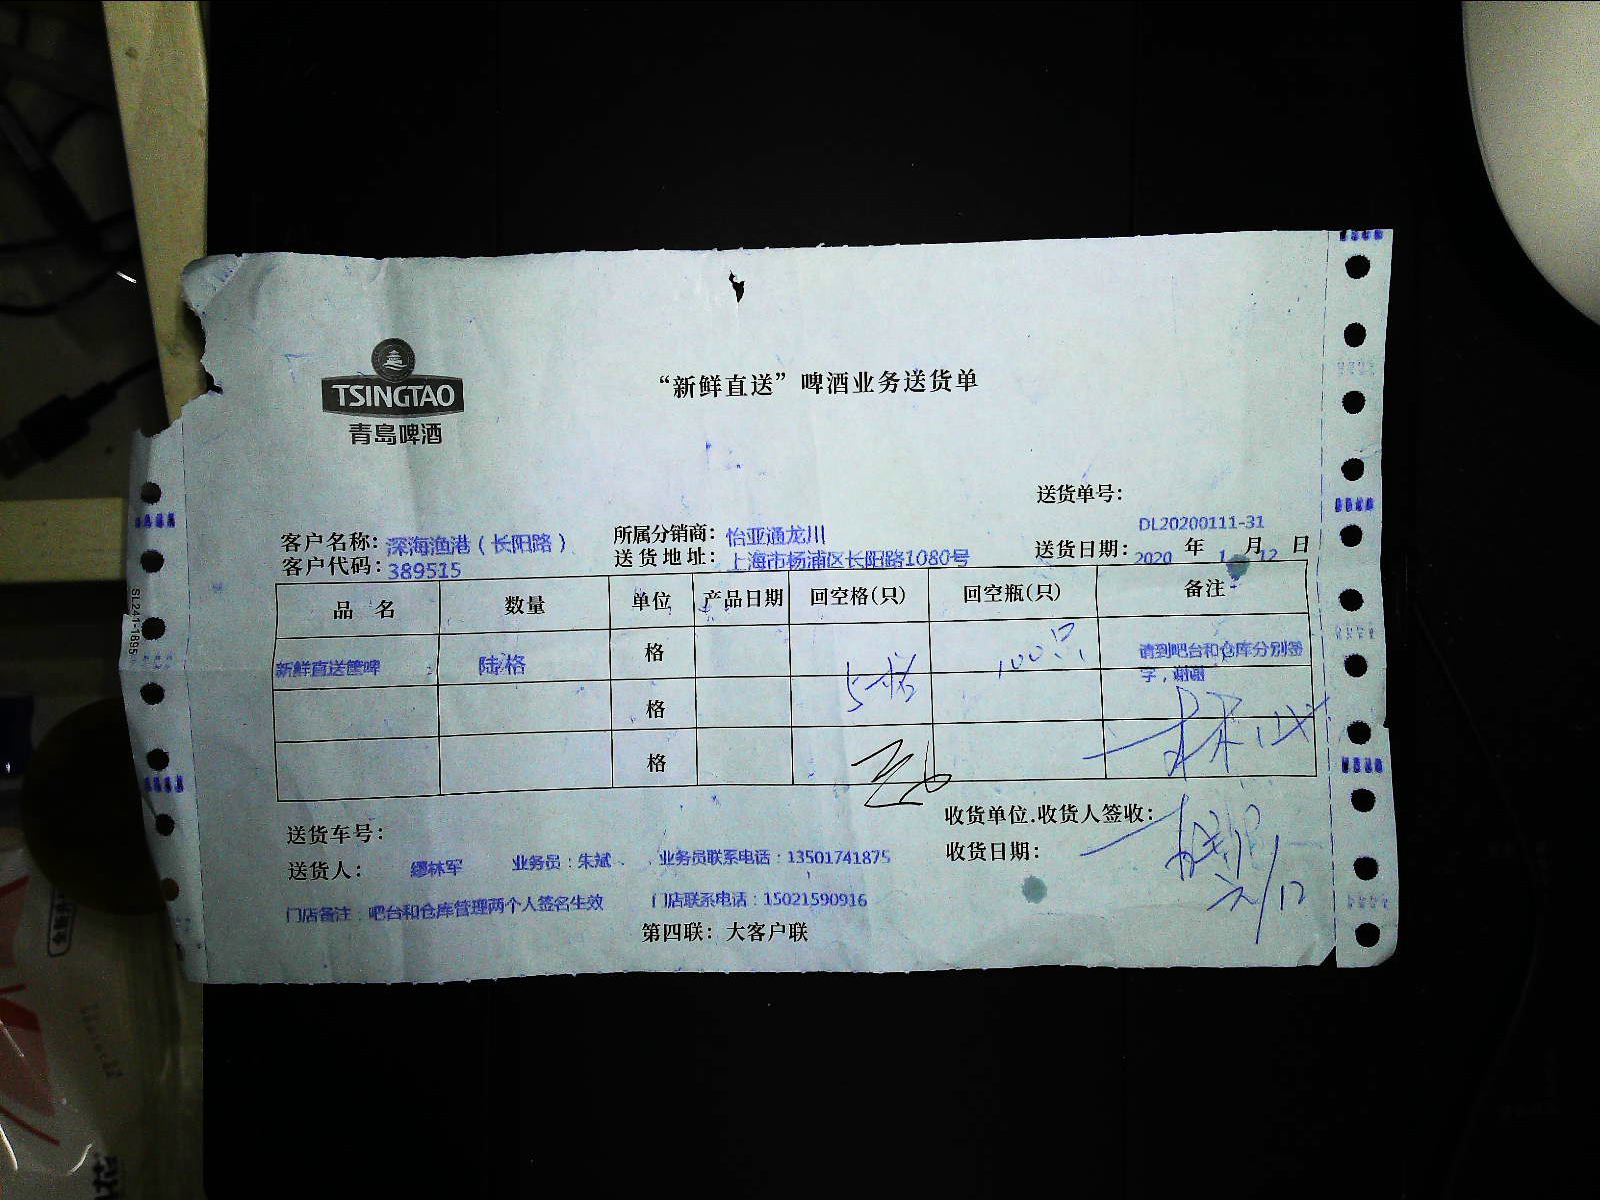 TSINGTAO
青岛啤酒
“新鲜直送”啤酒业务送货单
送货单号：
DL20200111-31
客户名称：深海渔港（长阳路） 所属分销商：怡亚通龙川
客户代码：389515 送货地址：上海市杨浦区长阳路1080号 送货日期：2020 年 1 月 12 日
品 名 数量 单位 产品日期 回空格(只) 回空瓶(只) 备注
新鲜直送筐啤 陆格 格 5格 100只 请到吧台和仓库分别签
字，谢谢
格
格
收货单位.收货人签收：
送货车号：
收货日期：
送货人： 缪林军 业务员：朱斌 业务员联系电话：13501741875
门店备注：吧台和仓库管理两个人签名生效 门店联系电话：15021590916
第四联：大客户联
SL241-1895